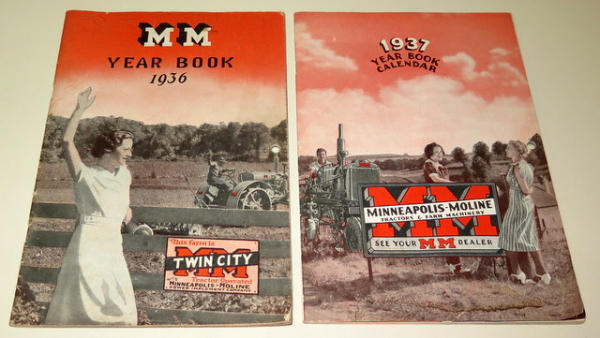 MM
YEAR BOOK
1936
This farm is
MM
TWIN CITY
Tractor Operated
MINNEAPOLIS-MOLINE
POWER IMPLEMENT COMPANY
1937
YEAR BOOK
CALENDAR
MM
MINNEAPOLIS-MOLINE
TRACTORS & FARM MACHINERY
SEE YOUR MM DEALER